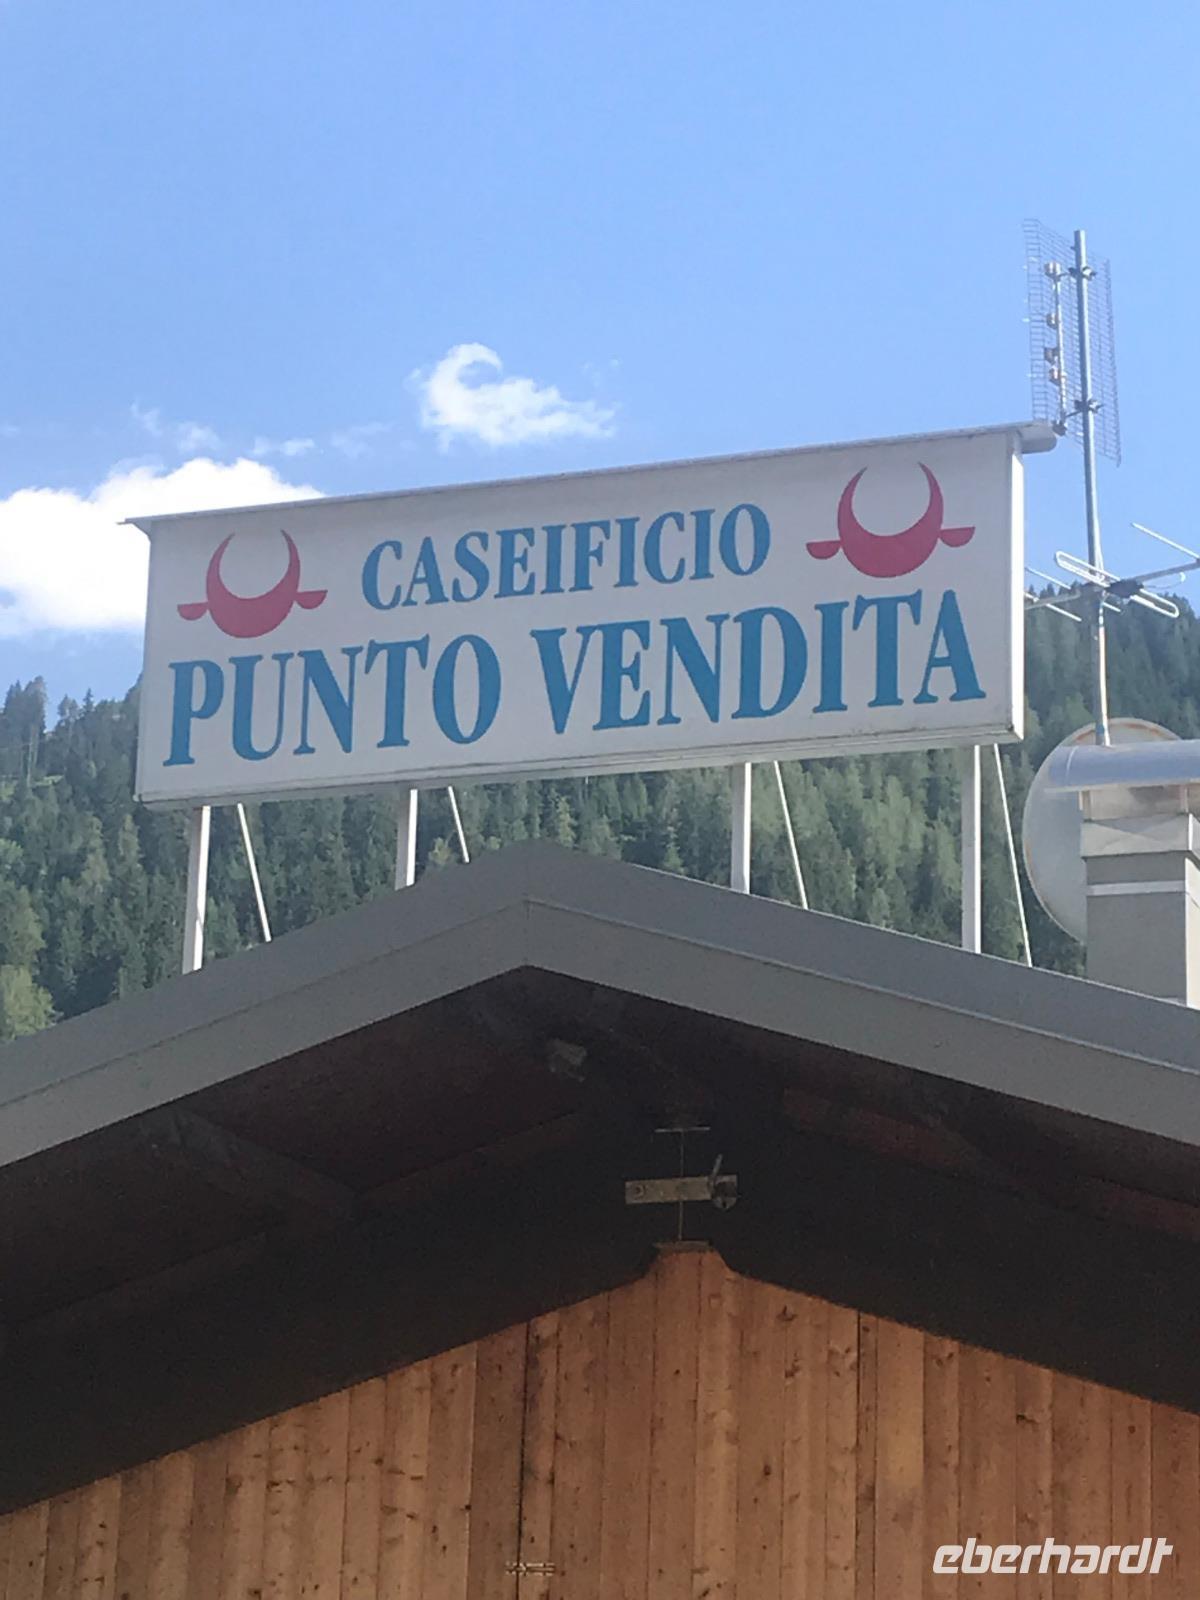 CASEIFICIO
PUNTO VENDITA
eberhardt